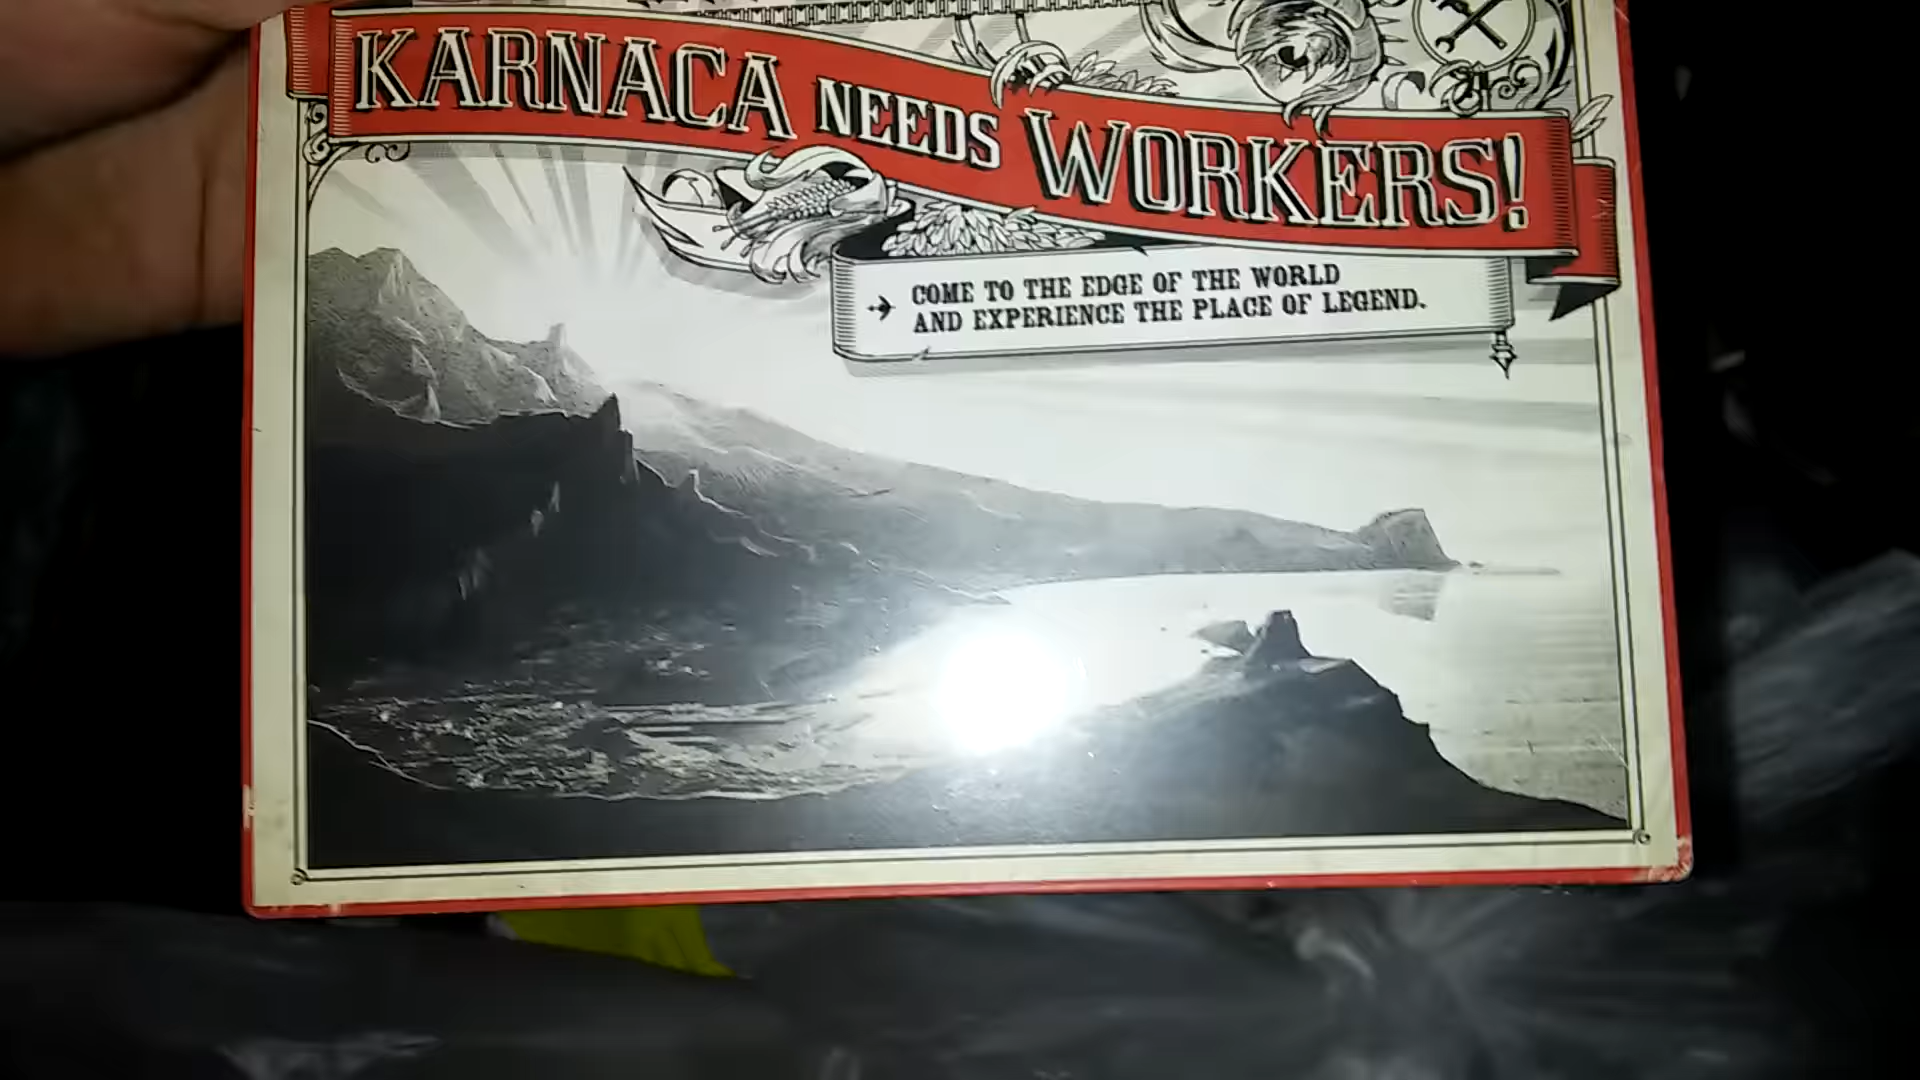 KARNACA NEEDS WORKERS!
COME TO THE EDGE OF THE WORLD
AND EXPERIENCE THE PLACE OF LEGEND.